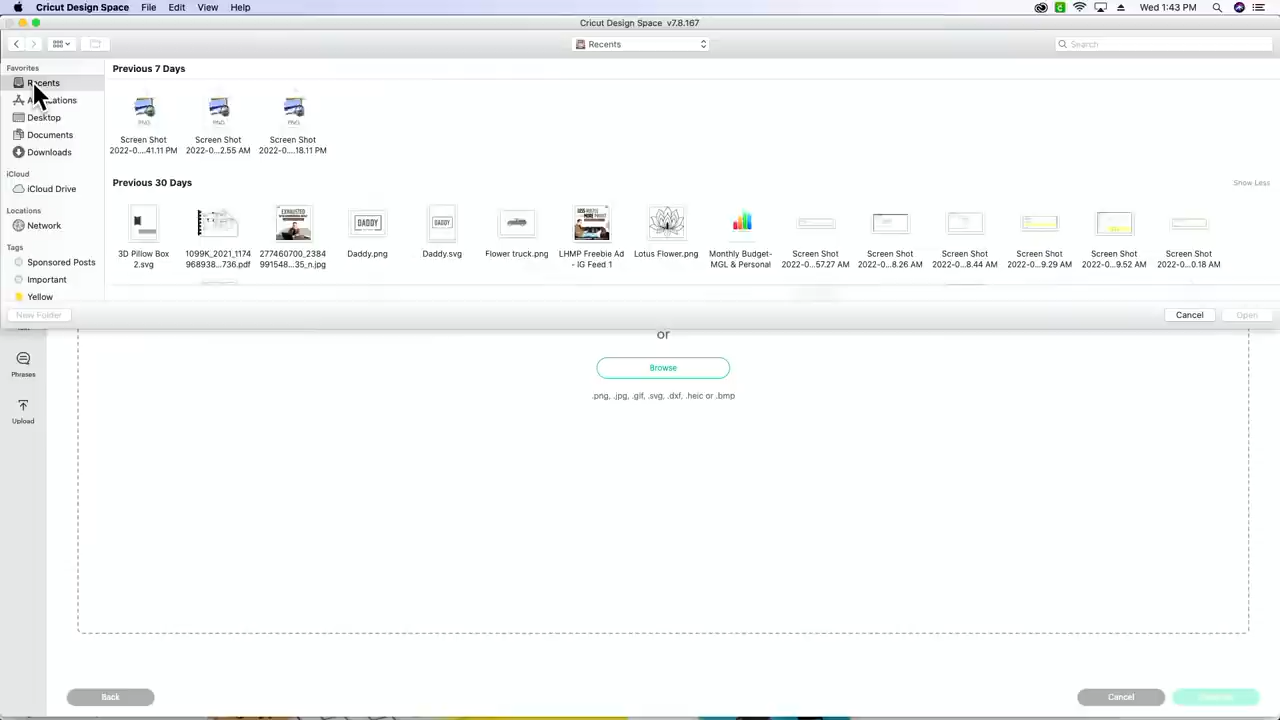 Cricut Design Space File Edit View Help Wed 1:43 PM
Cricut Design Space v7.8.167
Recents Search
Favorites
Recents
Desktop
Documents
Downloads
iCloud
iCloud Drive
Locations
Network
Tags
Sponsored Posts
Important
Yellow
Previous 7 Days
Screen Shot Screen Shot Screen Shot
2022-0....41.11 PM 2022-0...2.55 AM 2022-0....18.11 PM
Previous 30 Days Show Less
EXHAUSTED DADDY DADDY LESS HUSTLE MORE PROFIT
3D Pillow Box 1099K_2021_1174 277460700_2384 Daddy.png Daddy.svg Flower truck.png LHMP Freebie Ad Lotus Flower.png Monthly Budget- Screen Shot Screen Shot Screen Shot Screen Shot Screen Shot Screen Shot
2.svg 968938...736.pdf 991548...35_n.jpg - IG Feed 1 MGL & Personal 2022-0...57.27 AM 2022-0...8.26 AM 2022-0...8.44 AM 2022-0...9.29 AM 2022-0...9.52 AM 2022-0...0.18 AM
New Folder Cancel Open
or
Browse
.png, .jpg, .gif, .svg, .dxf, .heic or .bmp
Phrases
Upload
Back Cancel